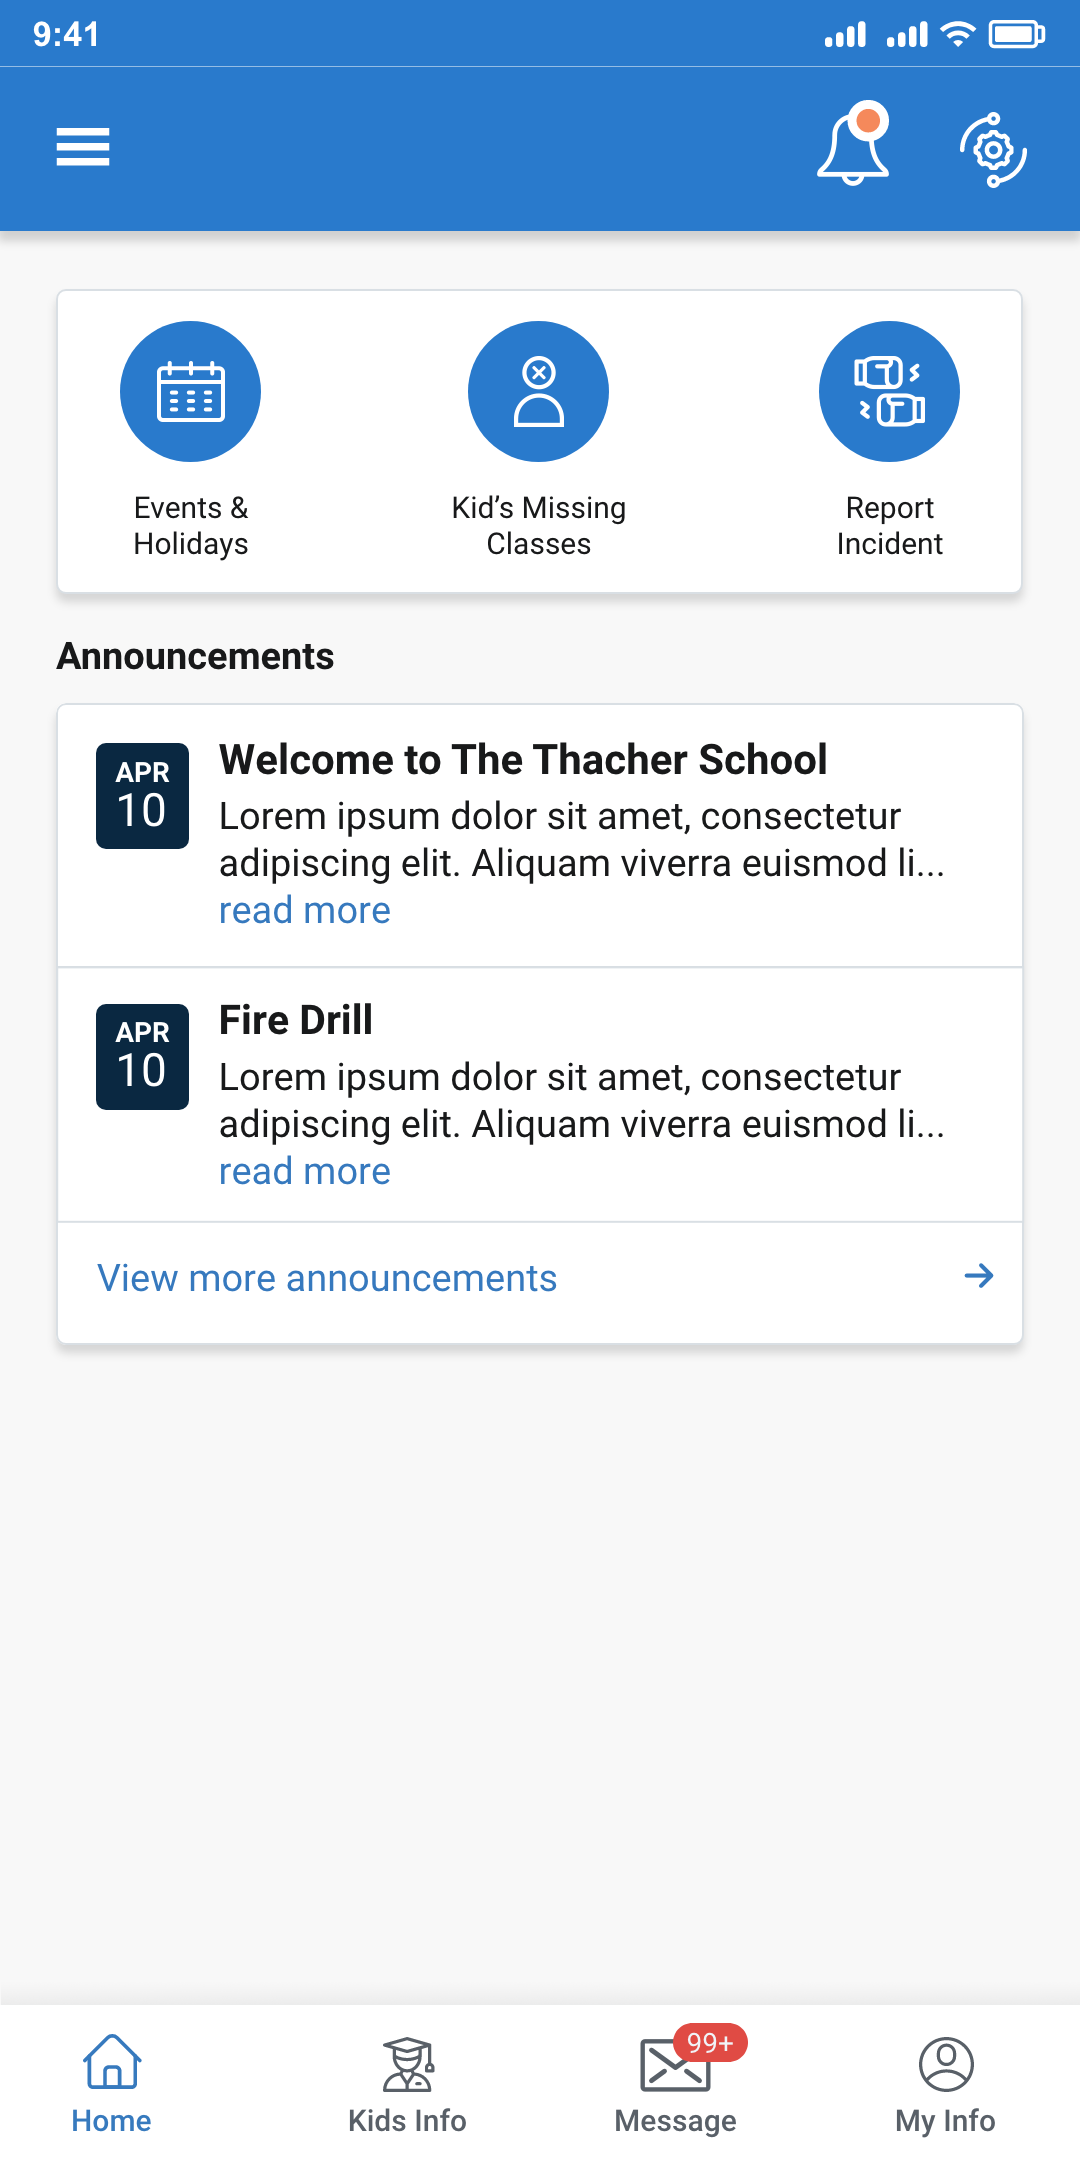 9:41
Events &
Holidays
Kid’s Missing
Classes
Report
Incident
Announcements
APR
10
Welcome to The Thacher School
Lorem ipsum dolor sit amet, consectetur
adipiscing elit. Aliquam viverra euismod li...
read more
APR
10
Fire Drill
Lorem ipsum dolor sit amet, consectetur
adipiscing elit. Aliquam viverra euismod li...
read more
View more announcements
99+
Home
Kids Info
Message
My Info